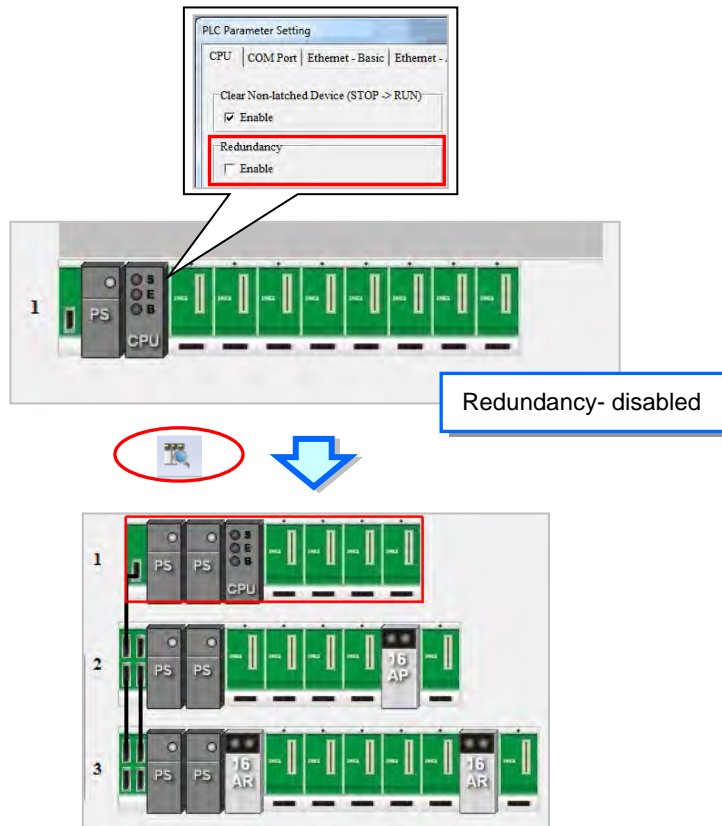 PLC Parameter Setting
CPU COM Port Ethernet - Basic Ethernet -
Clear Non-latched Device (STOP -> RUN)
Enable
Redundancy
Enable
1
PS
S
E
B
CPU
Redundancy- disabled
1
PS PS
S
E
B
CPU
2
PS PS
16
AP
3
PS PS
16
AR
16
AR